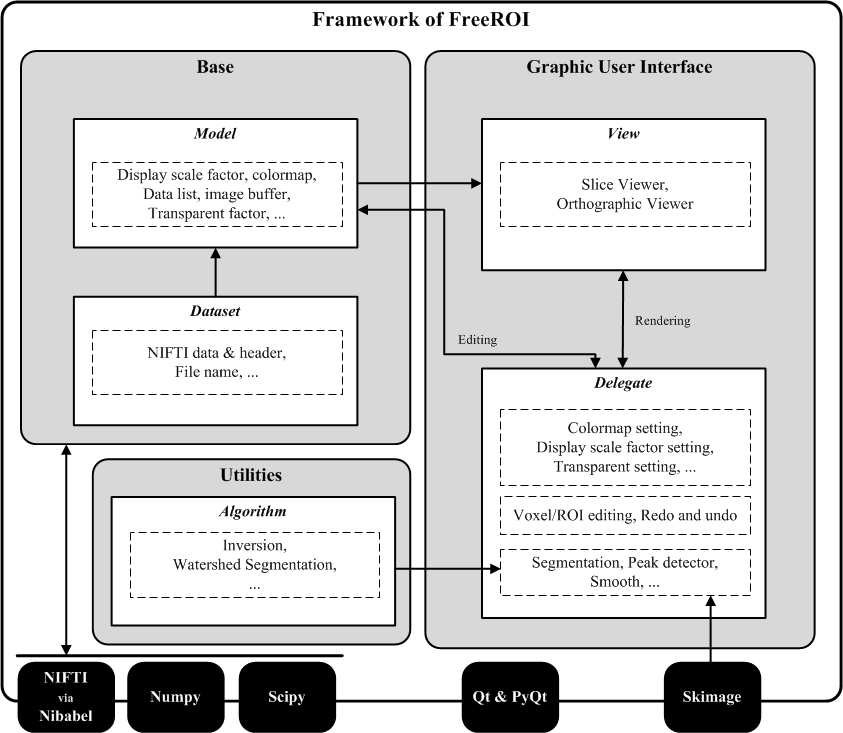 Framework of FreeROI
Base
Model
Display scale factor, colormap,
Data list, image buffer,
Transparent factor, ...
Dataset
NIFTI data & header,
File name, ...
Graphic User Interface
View
Slice Viewer,
Orthographic Viewer
Rendering
Editing
Delegate
Colormap setting,
Display scale factor setting,
Transparent setting, ...
Voxel/ROI editing, Redo and undo
Segmentation, Peak detector,
Smooth, ...
Utilities
Algorithm
Inversion,
Watershed Segmentation,
...
NIFTI
via
Nibabel
Numpy
Scipy
Qt & PyQt
Skimage